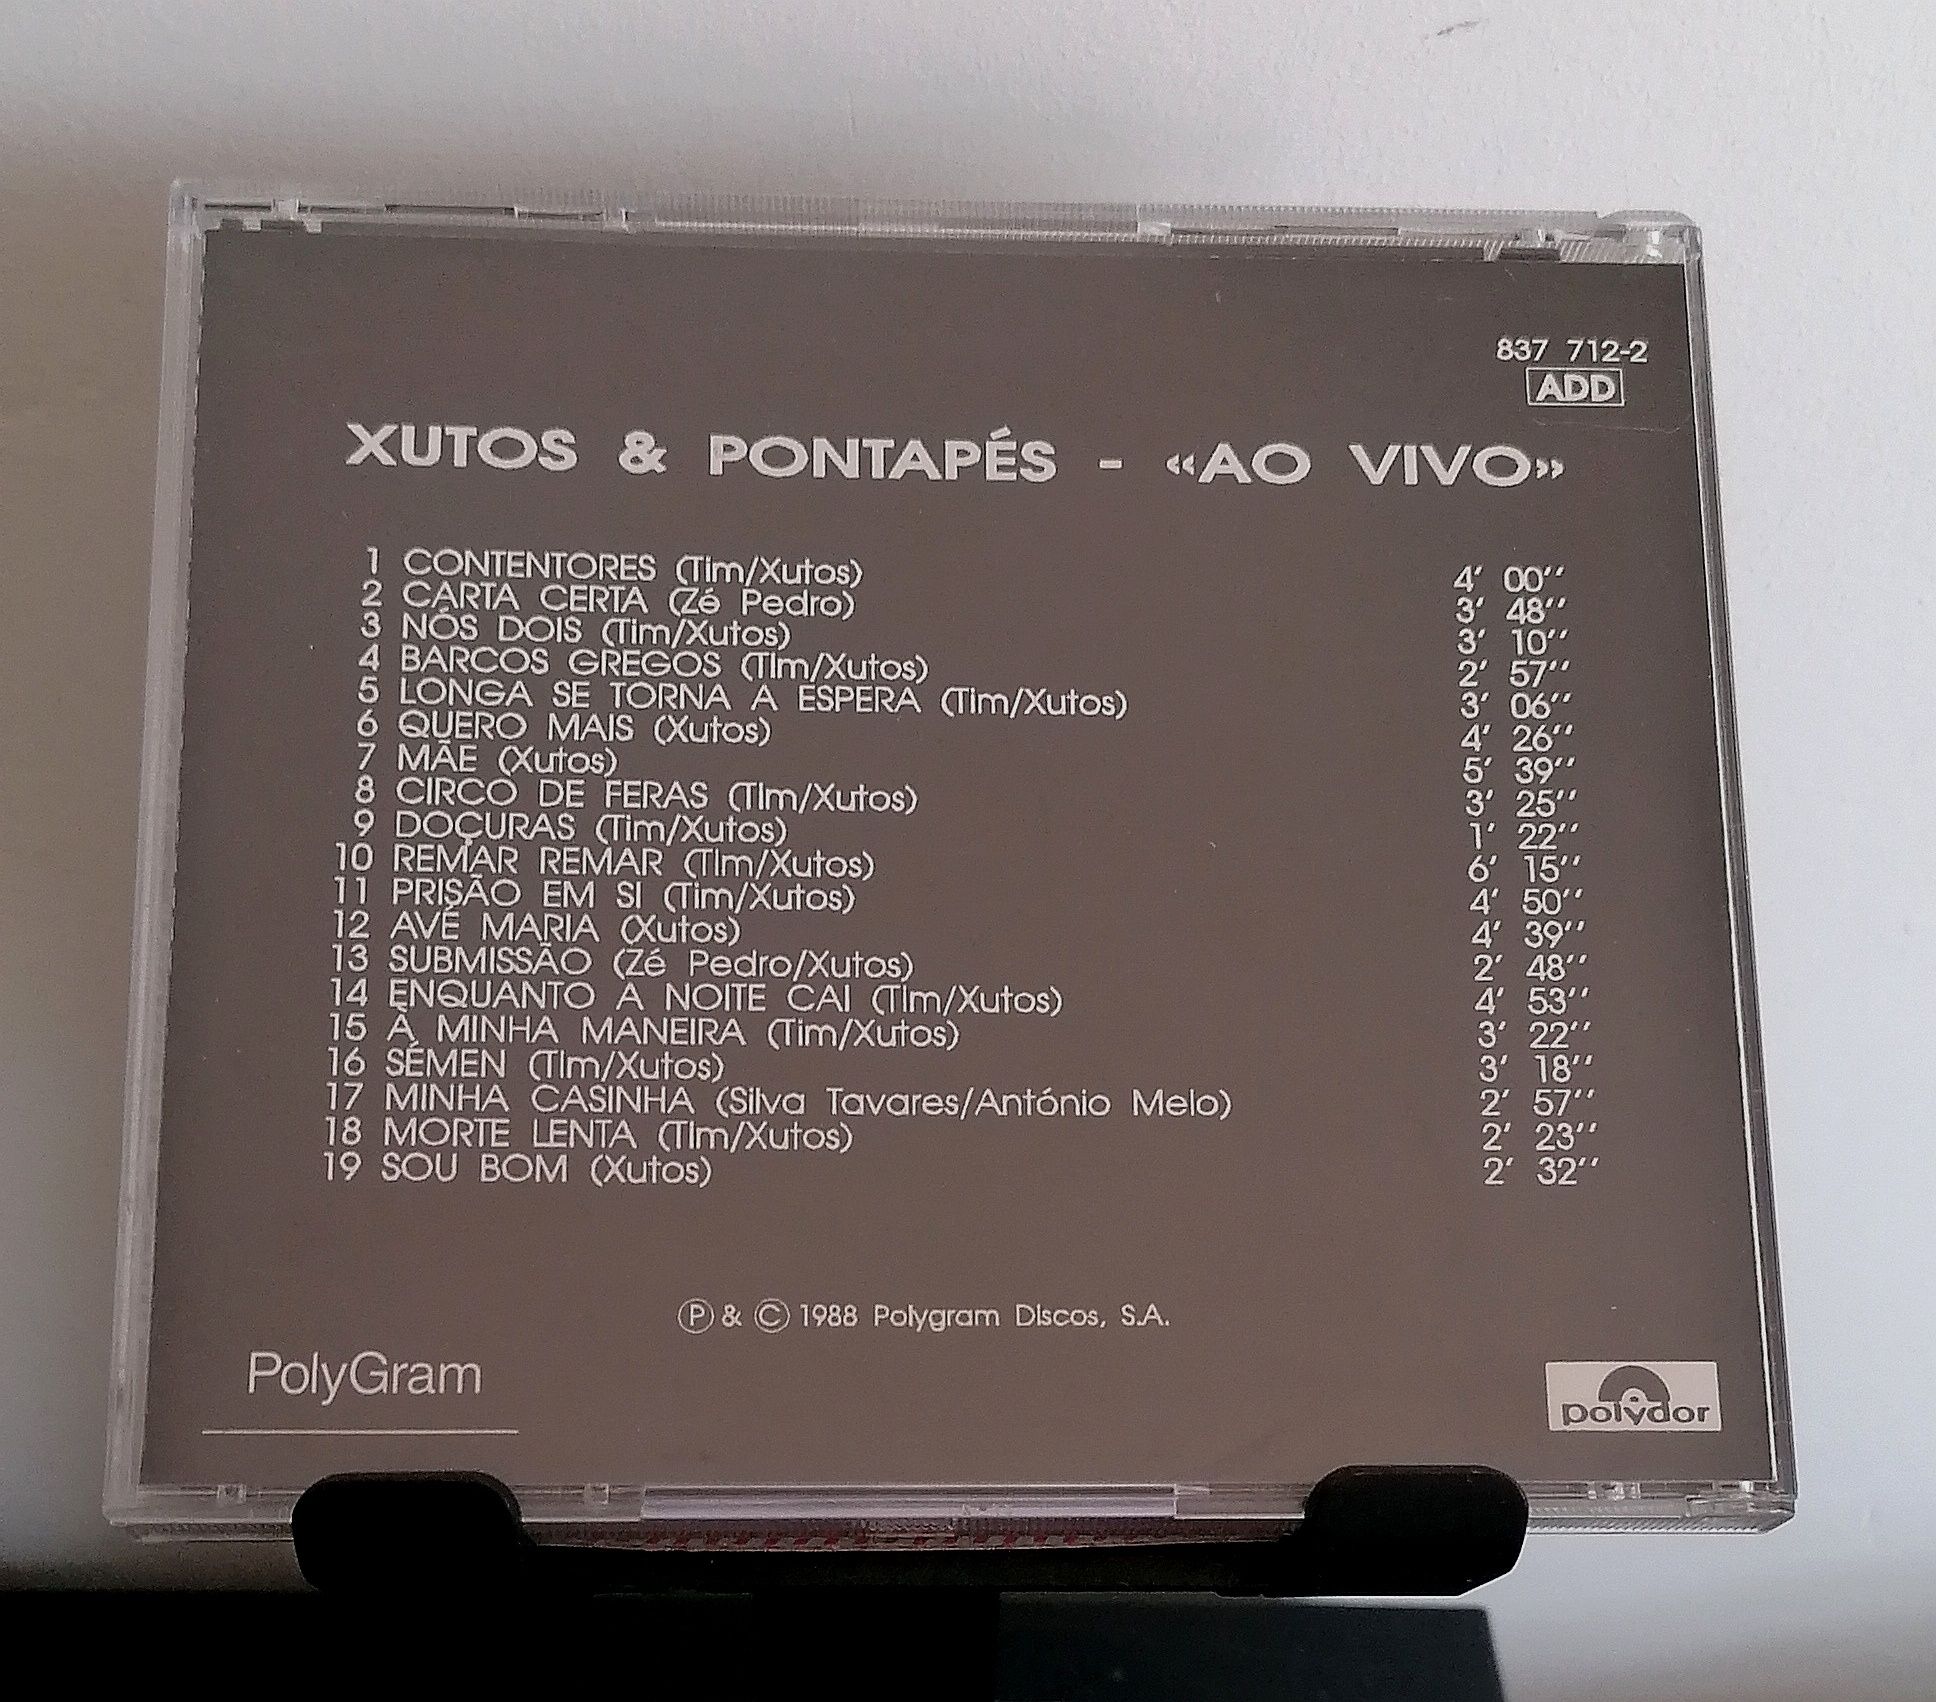 837 712-2
ADD
XUTOS & PONTAPÉS - «AO VIVO»
1 CONTENTORES (Tim/Xutos) 4' 00''
2 CARTA CERTA (Zé Pedro) 3' 48''
3 NÓS DOIS (Tim/Xutos) 3' 10''
4 BARCOS GREGOS (Tim/Xutos) 2' 57''
5 LONGA SE TORNA A ESPERA (Tim/Xutos) 3' 06''
6 QUERO MAIS (Xutos) 4' 26''
7 MÃE (Xutos) 5' 39''
8 CIRCO DE FERAS (Tim/Xutos) 3' 25''
9 DOÇURAS (Tim/Xutos) 1' 22''
10 REMAR REMAR (Tim/Xutos) 6' 15''
11 PRISÃO EM SI (Tim/Xutos) 4' 50''
12 AVÉ MARIA (Xutos) 4' 39''
13 SUBMISSÃO (Zé Pedro/Xutos) 2' 48''
14 ENQUANTO A NOITE CAI (Tim/Xutos) 4' 53''
15 À MINHA MANEIRA (Tim/Xutos) 3' 22''
16 SÉMEN (Tim/Xutos) 3' 18''
17 MINHA CASINHA (Silva Tavares/António Melo) 2' 57''
18 MORTE LENTA (Tim/Xutos) 2' 23''
19 SOU BOM (Xutos) 2' 32''
Ⓟ & Ⓒ 1988 Polygram Discos, S.A.
PolyGram
polydor